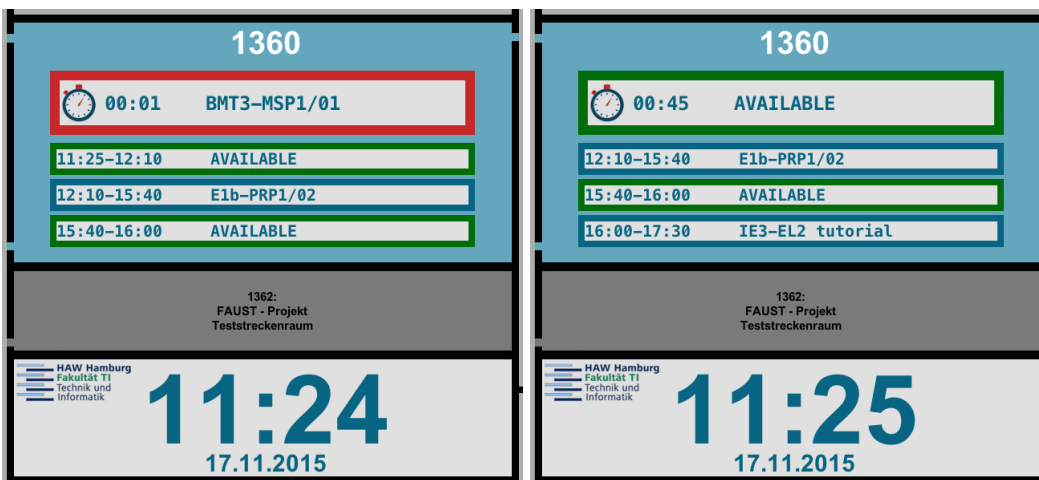 1360
00:01 BMT3-MSP1/01
11:25-12:10 AVAILABLE
12:10-15:40 E1b-PRP1/02
15:40-16:00 AVAILABLE
1362:
FAUST - Projekt
Teststreckenraum
HAW Hamburg
Fakultät TI
Technik und
Informatik
11:24
17.11.2015
1360
00:45 AVAILABLE
12:10-15:40 E1b-PRP1/02
15:40-16:00 AVAILABLE
16:00-17:30 IE3-EL2 tutorial
1362:
FAUST - Projekt
Teststreckenraum
HAW Hamburg
Fakultät TI
Technik und
Informatik
11:25
17.11.2015